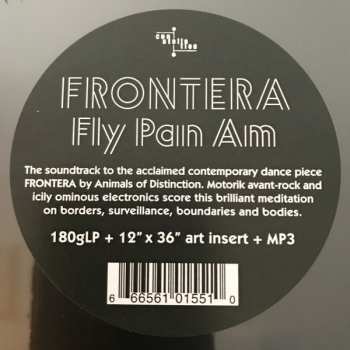 constellation
FRONTERA
Fly Pan Am
The soundtrack to the acclaimed contemporary dance piece
FRONTERA by Animals of Distinction. Motorik avant-rock and
icily ominous electronics score this brilliant meditation
on borders, surveillance, boundaries and bodies.
180gLP + 12” x 36” art insert + MP3
6 66561 01551 0